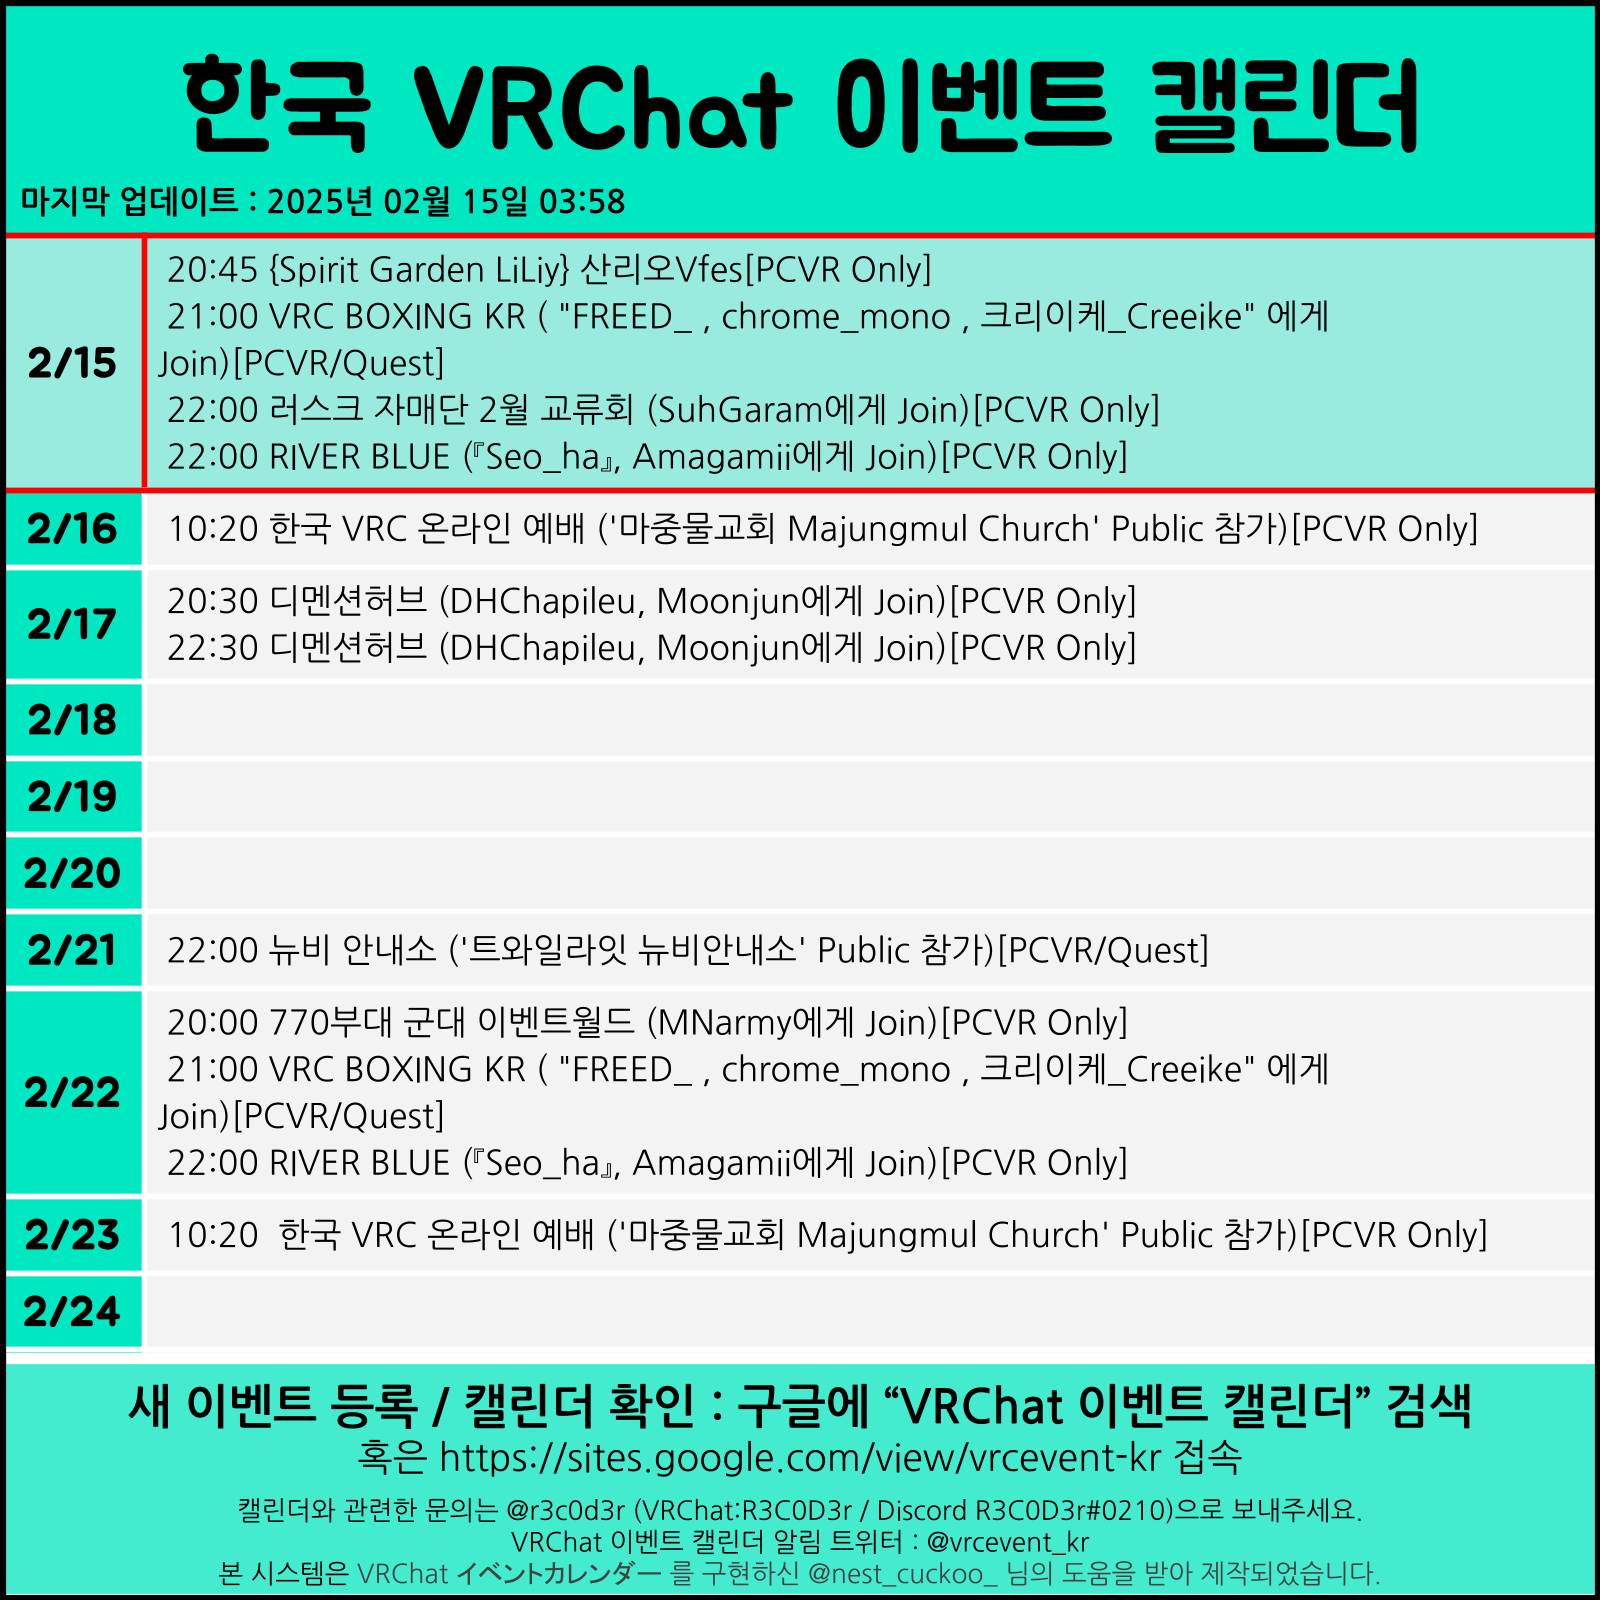 한국 VRChat 이벤트 캘린더
마지막 업데이트 : 2025년 02월 15일 03:58
2/15
20:45 {Spirit Garden LiLiy} 산리오Vfes[PCVR Only]
21:00 VRC BOXING KR ( "FREED_ , chrome_mono , 크리이케_Creeike" 에게
Join)[PCVR/Quest]
22:00 러스크 자매단 2월 교류회 (SuhGaram에게 Join)[PCVR Only]
22:00 RIVER BLUE (『Seo_ha』, Amagamii에게 Join)[PCVR Only]
2/16
10:20 한국 VRC 온라인 예배 ('마중물교회 Majungmul Church' Public 참가)[PCVR Only]
2/17
20:30 디멘션허브 (DHChapileu, Moonjun에게 Join)[PCVR Only]
22:30 디멘션허브 (DHChapileu, Moonjun에게 Join)[PCVR Only]
2/18
2/19
2/20
2/21
22:00 뉴비 안내소 ('트와일라잇 뉴비안내소' Public 참가)[PCVR/Quest]
2/22
20:00 770부대 군대 이벤트월드 (MNarmy에게 Join)[PCVR Only]
21:00 VRC BOXING KR ( "FREED_ , chrome_mono , 크리이케_Creeike" 에게
Join)[PCVR/Quest]
22:00 RIVER BLUE (『Seo_ha』, Amagamii에게 Join)[PCVR Only]
2/23
10:20  한국 VRC 온라인 예배 ('마중물교회 Majungmul Church' Public 참가)[PCVR Only]
2/24
새 이벤트 등록 / 캘린더 확인 : 구글에 “VRChat 이벤트 캘린더” 검색
혹은 https://sites.google.com/view/vrcevent-kr 접속
캘린더와 관련한 문의는 @r3c0d3r (VRChat:R3C0D3r / Discord R3C0D3r#0210)으로 보내주세요.
VRChat 이벤트 캘린더 알림 트위터 : @vrcevent_kr
본 시스템은 VRChat イベントカレンダー 를 구현하신 @nest_cuckoo_ 님의 도움을 받아 제작되었습니다.